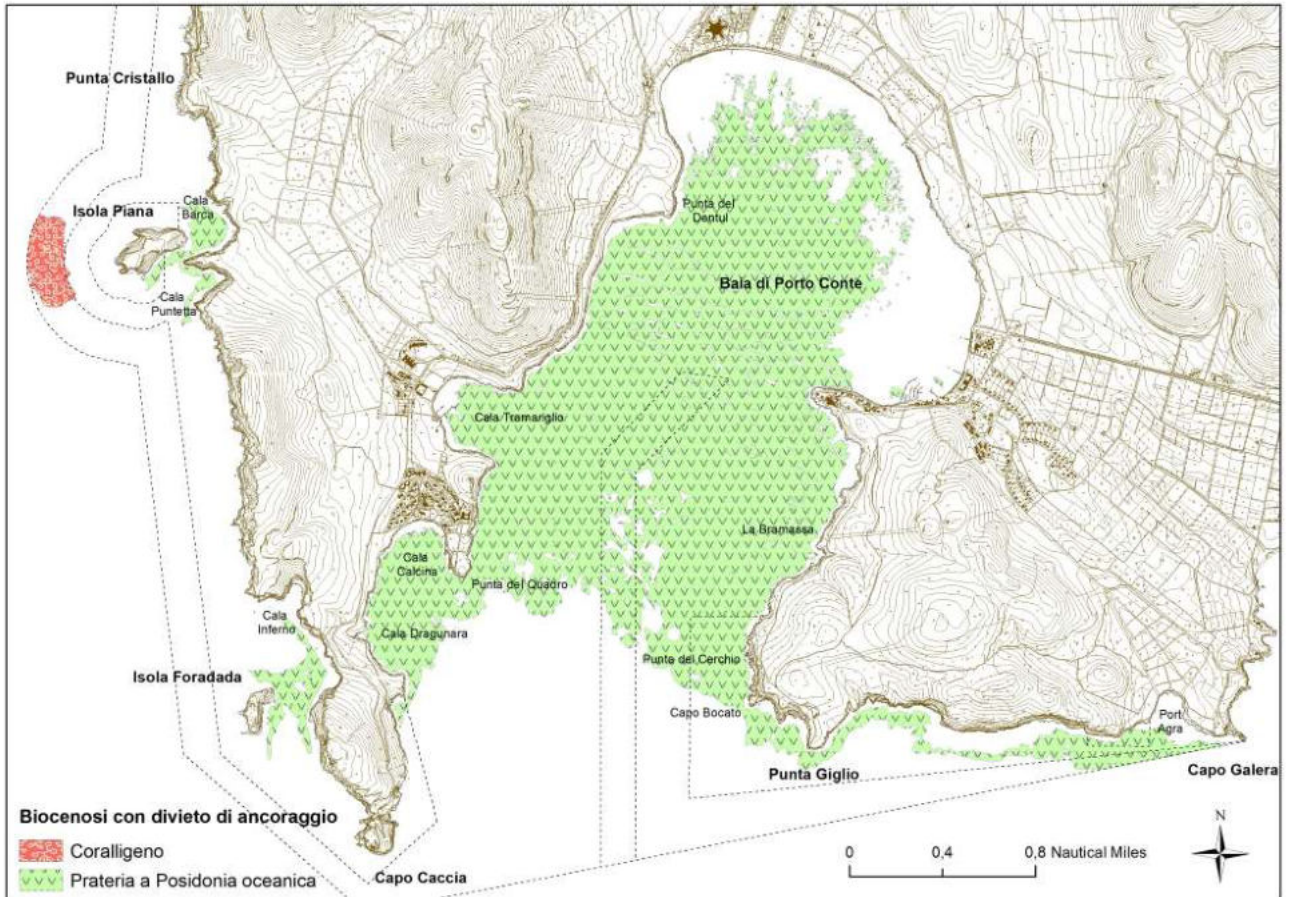 Punta Cristallo
Isola Piana
Cala
Barca
Cala
Puntetta
Punta del
Dentul
Baia di Porto Conte
Cala Tramariglio
La Bramassa
Cala
Calcina
Punta del Quadro
Cala
Inferno
Cala Dragunara
Isola Foradada
Punta del Cerchio
Capo Bocato
Port
Agra
Punta Giglio
Capo Galera
Biocenosi con divieto di ancoraggio
Coralligeno
Prateria a Posidonia oceanica
Capo Caccia
0 0,4 0,8 Nautical Miles
N